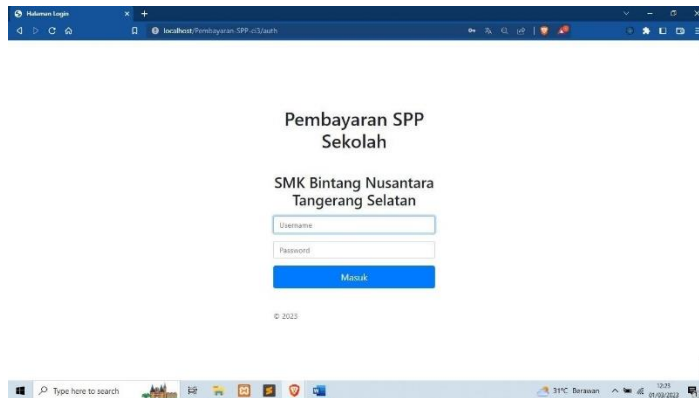 Halaman Login
localhost/Pembayaran-SPP-ci3/auth
Pembayaran SPP
Sekolah
SMK Bintang Nusantara
Tangerang Selatan
Username
Password
Masuk
© 2023
Type here to search
31°C Berawan
12:23
01/03/2023